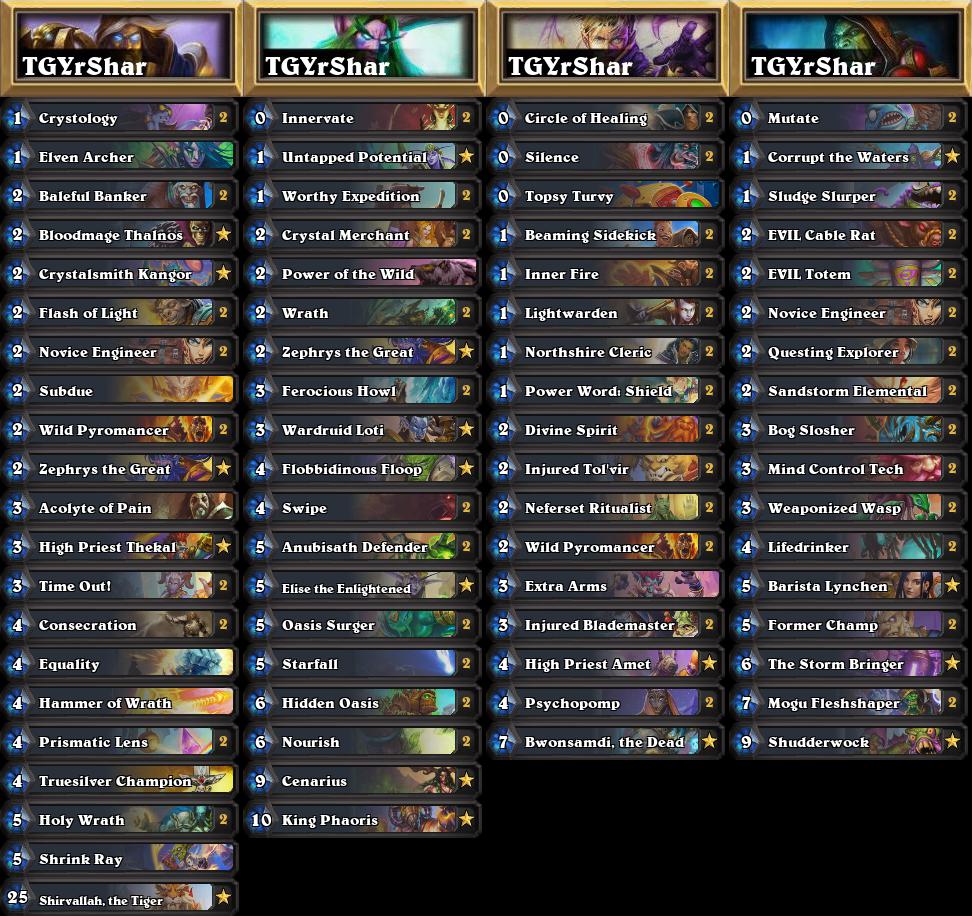 TGYrShar
1 Crystology 2
1 Elven Archer
2 Baleful Banker 2
2 Bloodmage Thalnos
2 Crystalsmith Kangor
2 Flash of Light 2
2 Novice Engineer 2
2 Subdue
2 Wild Pyromancer 2
2 Zephrys the Great
3 Acolyte of Pain
3 High Priest Thekal
3 Time Out! 2
4 Consecration 2
4 Equality
4 Hammer of Wrath
4 Prismatic Lens 2
4 Truesilver Champion
5 Holy Wrath 2
5 Shrink Ray
25 Shirvallah, the Tiger
TGYrShar
0 Innervate 2
1 Untapped Potential
1 Worthy Expedition 2
2 Crystal Merchant 2
2 Power of the Wild
2 Wrath 2
2 Zephrys the Great
3 Ferocious Howl 2
3 Wardruid Loti
4 Flobbidinous Floop
4 Swipe 2
5 Anubisath Defender 2
5 Elise the Enlightened
5 Oasis Surger 2
5 Starfall 2
6 Hidden Oasis 2
6 Nourish 2
9 Cenarius
10 King Phaoris
TGYrShar
0 Circle of Healing 2
0 Silence 2
0 Topsy Turvy
1 Beaming Sidekick 2
1 Inner Fire 2
1 Lightwarden 2
1 Northshire Cleric 2
1 Power Word: Shield 2
2 Divine Spirit 2
2 Injured Tol'vir 2
2 Neferset Ritualist 2
2 Wild Pyromancer 2
3 Extra Arms
3 Injured Blademaster 2
4 High Priest Amet
4 Psychopomp 2
7 Bwonsamdi, the Dead
TGYrShar
0 Mutate 2
1 Corrupt the Waters
1 Sludge Slurper 2
2 EVIL Cable Rat 2
2 EVIL Totem 2
2 Novice Engineer 2
2 Questing Explorer 2
2 Sandstorm Elemental 2
3 Bog Slosher 2
3 Mind Control Tech 2
3 Weaponized Wasp 2
4 Lifedrinker 2
5 Barista Lynchen
5 Former Champ 2
6 The Storm Bringer
7 Mogu Fleshshaper 2
9 Shudderwock